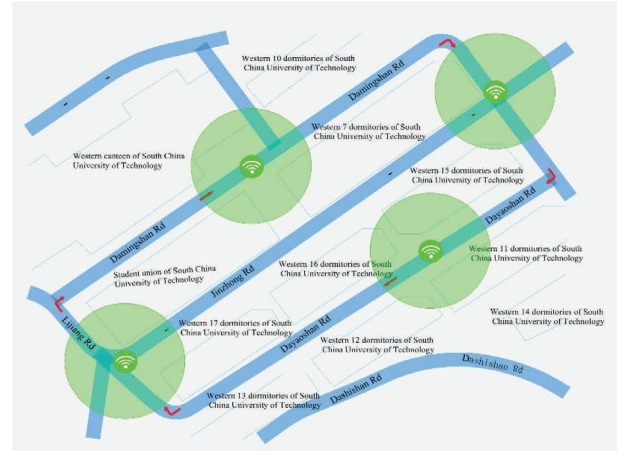 Western 10 dormitories of South
China University of Technology
Damingshan Rd
Western 7 dormitories of South
China University of Technology
Western canteen of South China
University of Technology
Western 15 dormitories of South
China University of Technology
Dayaoshan Rd
Damingshan Rd
Western 11 dormitories of South
China University of Technology
Student union of South China
University of Technology
Jinzhong Rd
Western 16 dormitories of South
China University of Technology
Western 14 dormitories of South
China University of Technology
Lijiang Rd
Western 17 dormitories of South
China University of Technology
Dayaoshan Rd
Western 12 dormitories of South
China University of Technology
Dashishan Rd
Dashishan Rd
Western 13 dormitories of South
China University of Technology